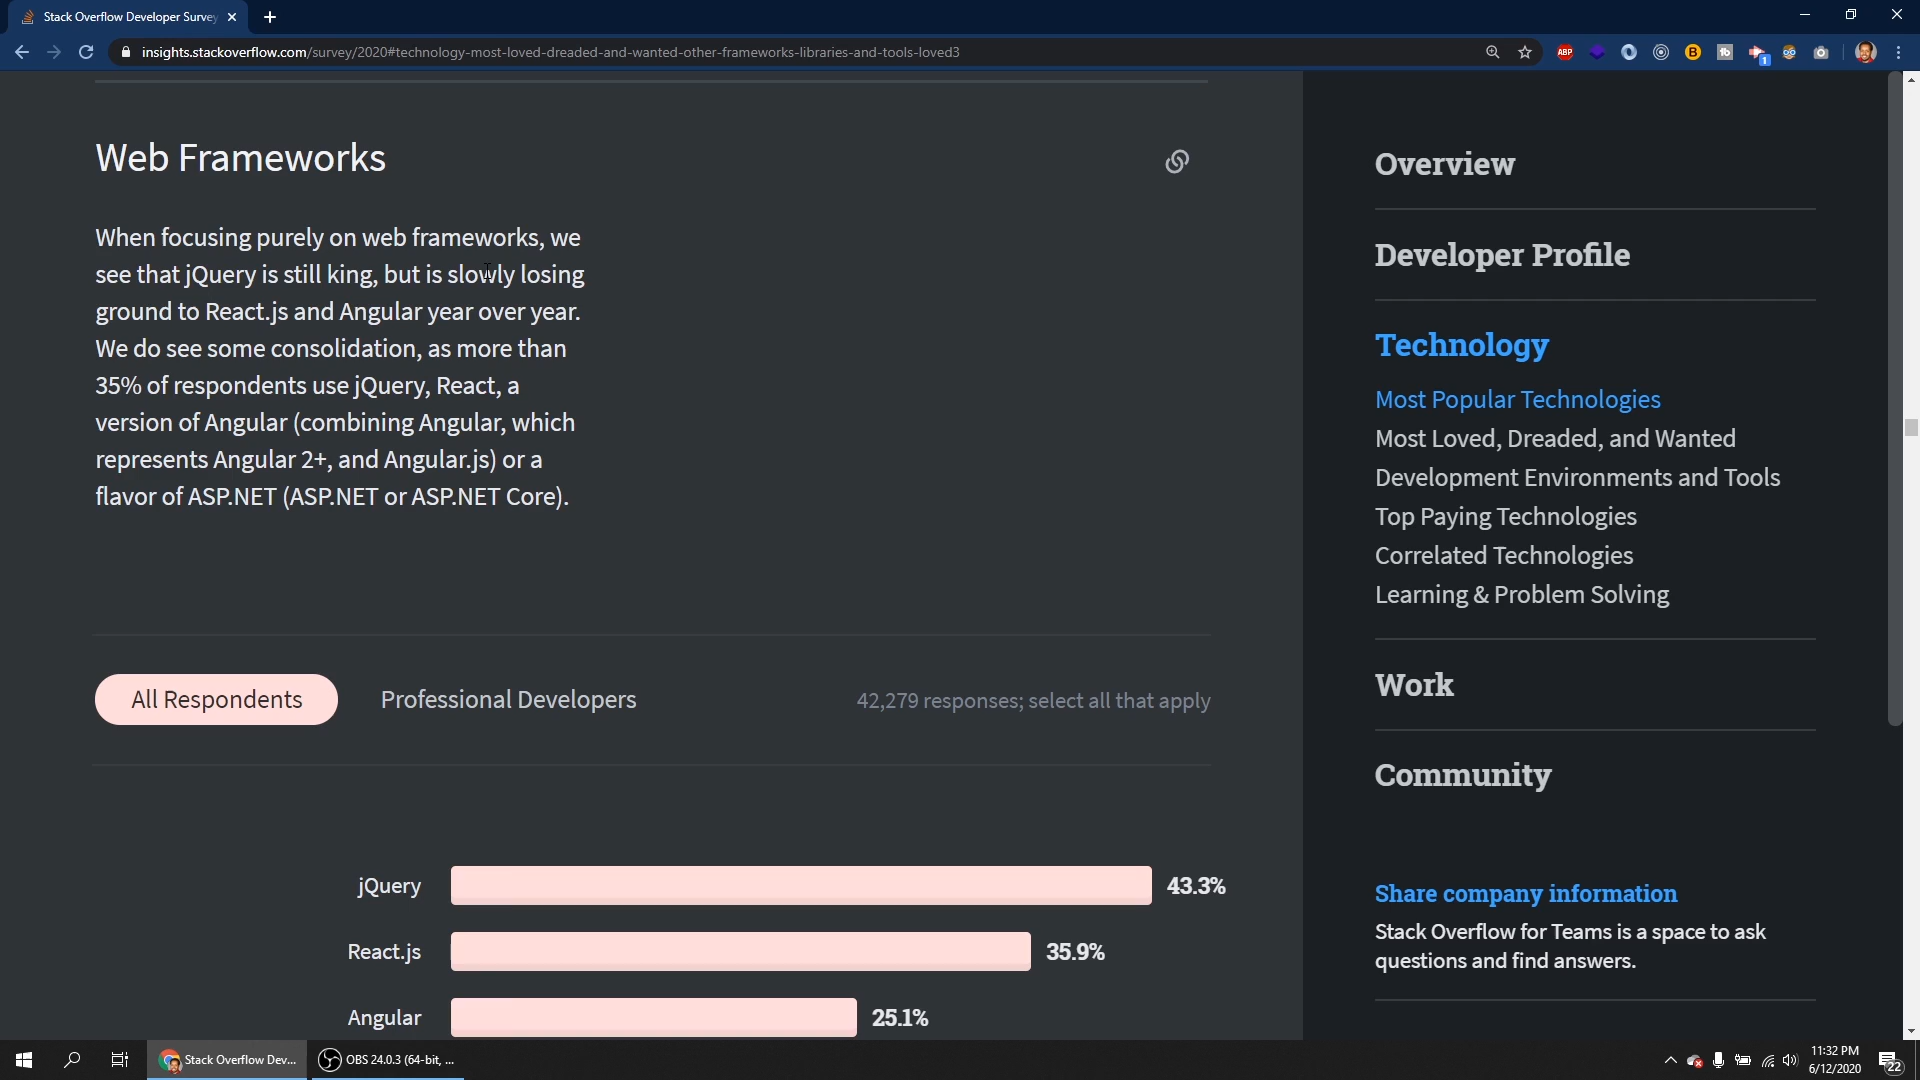 Stack Overflow Developer Survey
insights.stackoverflow.com/survey/2020#technology-most-loved-dreaded-and-wanted-other-frameworks-libraries-and-tools-loved3
ABP
B
tb
1
Web Frameworks
When focusing purely on web frameworks, we
see that jQuery is still king, but is slowly losing
ground to React.js and Angular year over year.
We do see some consolidation, as more than
35% of respondents use jQuery, React, a
version of Angular (combining Angular, which
represents Angular 2+, and Angular.js) or a
flavor of ASP.NET (ASP.NET or ASP.NET Core).
All Respondents
Professional Developers
42,279 responses; select all that apply
jQuery
43.3%
React.js
35.9%
Angular
25.1%
Overview
Developer Profile
Technology
Most Popular Technologies
Most Loved, Dreaded, and Wanted
Development Environments and Tools
Top Paying Technologies
Correlated Technologies
Learning & Problem Solving
Work
Community
Share company information
Stack Overflow for Teams is a space to ask
questions and find answers.
Stack Overflow Dev...
OBS 24.0.3 (64-bit, ...
11:32 PM
6/12/2020
22